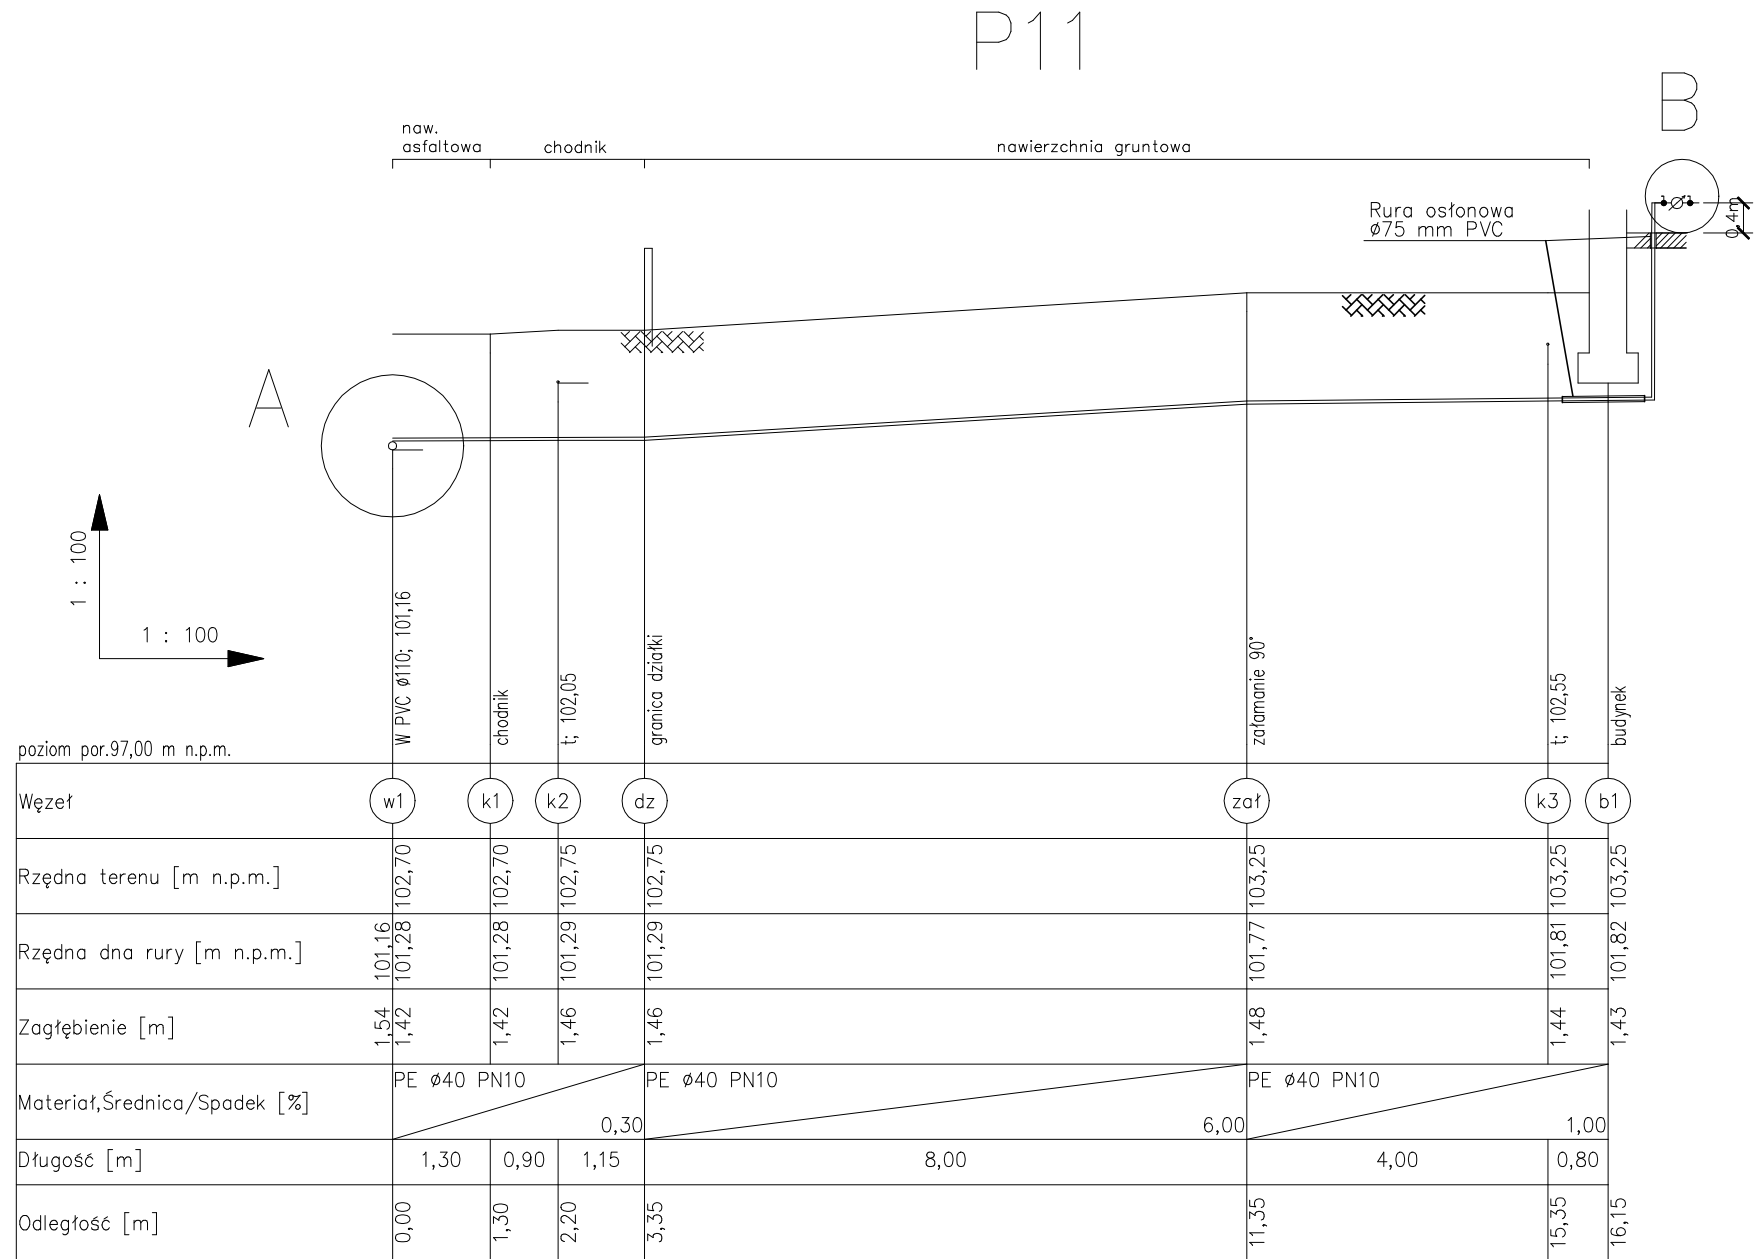 P11
B
naw.
asfaltowa
chodnik
nawierzchnia gruntowa
Rura osłonowa
ø75 mm PVC
0,4m
A
1 : 100
1 : 100
W PVC ø110; 101,16
chodnik
t; 102,05
granica działki
załamanie 90°
t; 102,55
budynek
poziom por.97,00 m n.p.m.
Węzeł w1 k1 k2 dz zał k3 b1
Rzędna terenu [m n.p.m.] 102,70 102,70 102,75 102,75 103,25 103,25 103,25
Rzędna dna rury [m n.p.m.] 101,16 101,28 101,28 101,29 101,29 101,77 101,81 101,82
Zagłębienie [m] 1,54 1,42 1,42 1,46 1,46 1,48 1,44 1,43
PE ø40 PN10 PE ø40 PN10 PE ø40 PN10
Materiał,Średnica/Spadek [%]
0,30 6,00 1,00
Długość [m] 1,30 0,90 1,15 8,00 4,00 0,80
Odległość [m] 0,00 1,30 2,20 3,35 11,35 15,35 16,15